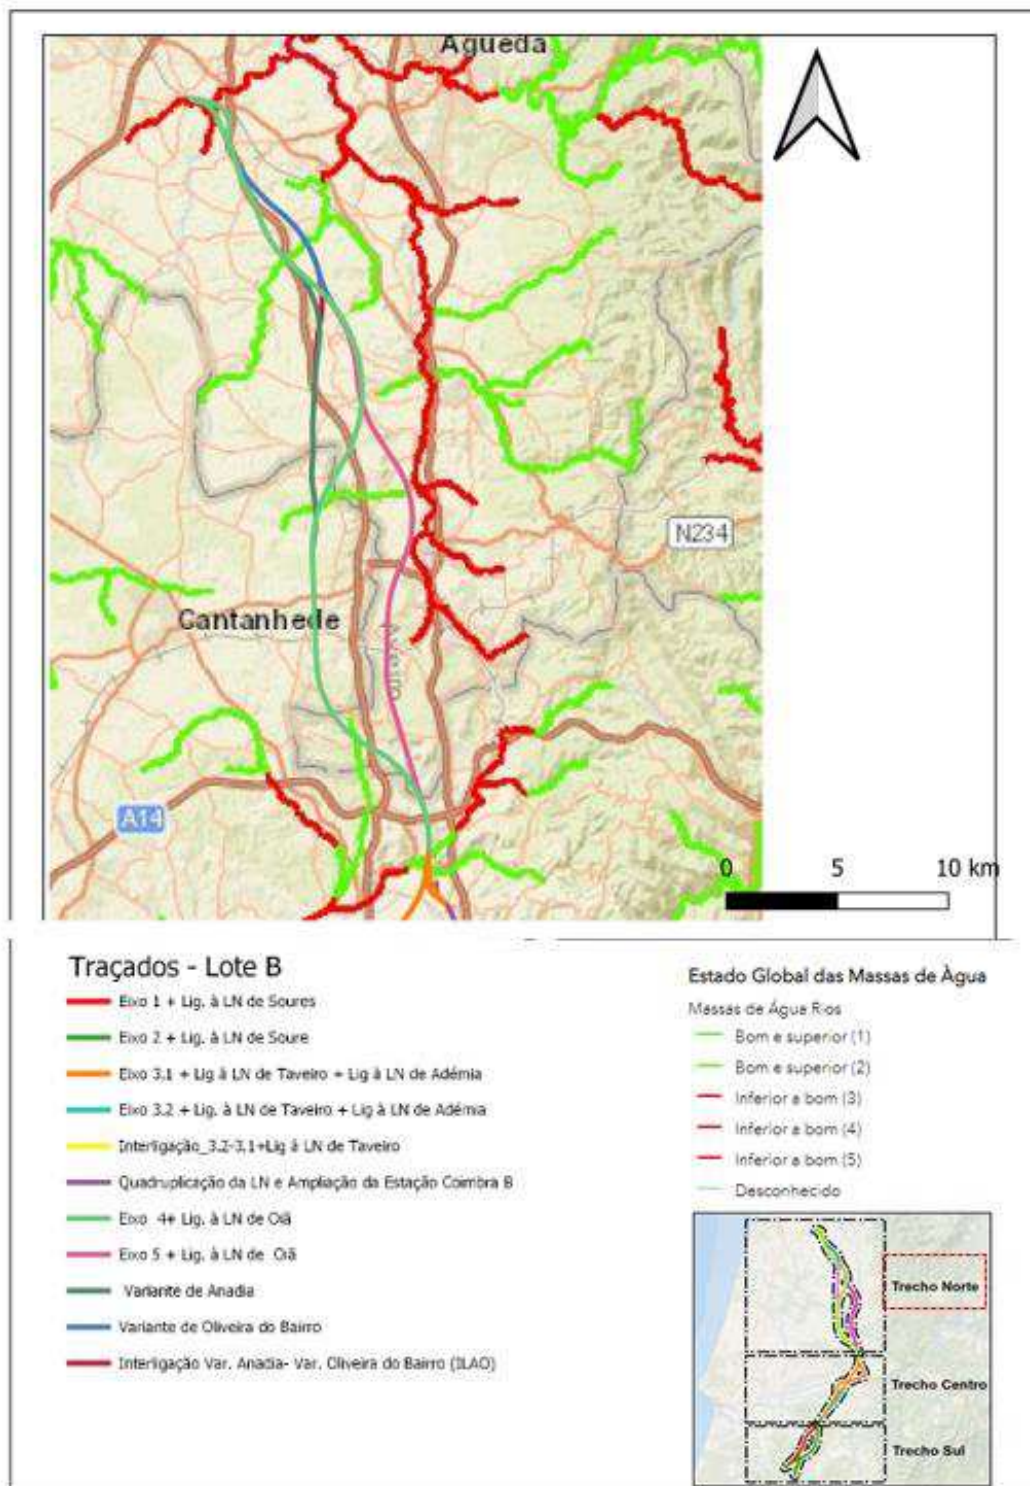 Agueda
N234
Cantanhede
Aveiro
A14
0 5 10 km
Traçados - Lote B
Eixo 1 + Lig. à LN de Soures
Eixo 2 + Lig. à LN de Soure
Eixo 3.1 + Lig à LN de Taveiro + Lig à LN de Adémia
Eixo 3.2 + Lig. à LN de Taveiro + Lig à LN de Adémia
Interligação_3.2-3.1+Lig à LN de Taveiro
Quadruplicação da LN e Ampliação da Estação Coimbra B
Eixo 4+ Lig. à LN de Oiã
Eixo 5 + Lig. à LN de Oiã
Variante de Anadia
Variante de Oliveira do Bairro
Interligação Var. Anadia- Var. Oliveira do Bairro (ILAO)
Estado Global das Massas de Àgua
Massas de Água Rios
Bom e superior (1)
Bom e superior (2)
Inferior a bom (3)
Inferior a bom (4)
Inferior a bom (5)
Desconhecido
Trecho Norte
Trecho Centro
Trecho Sul